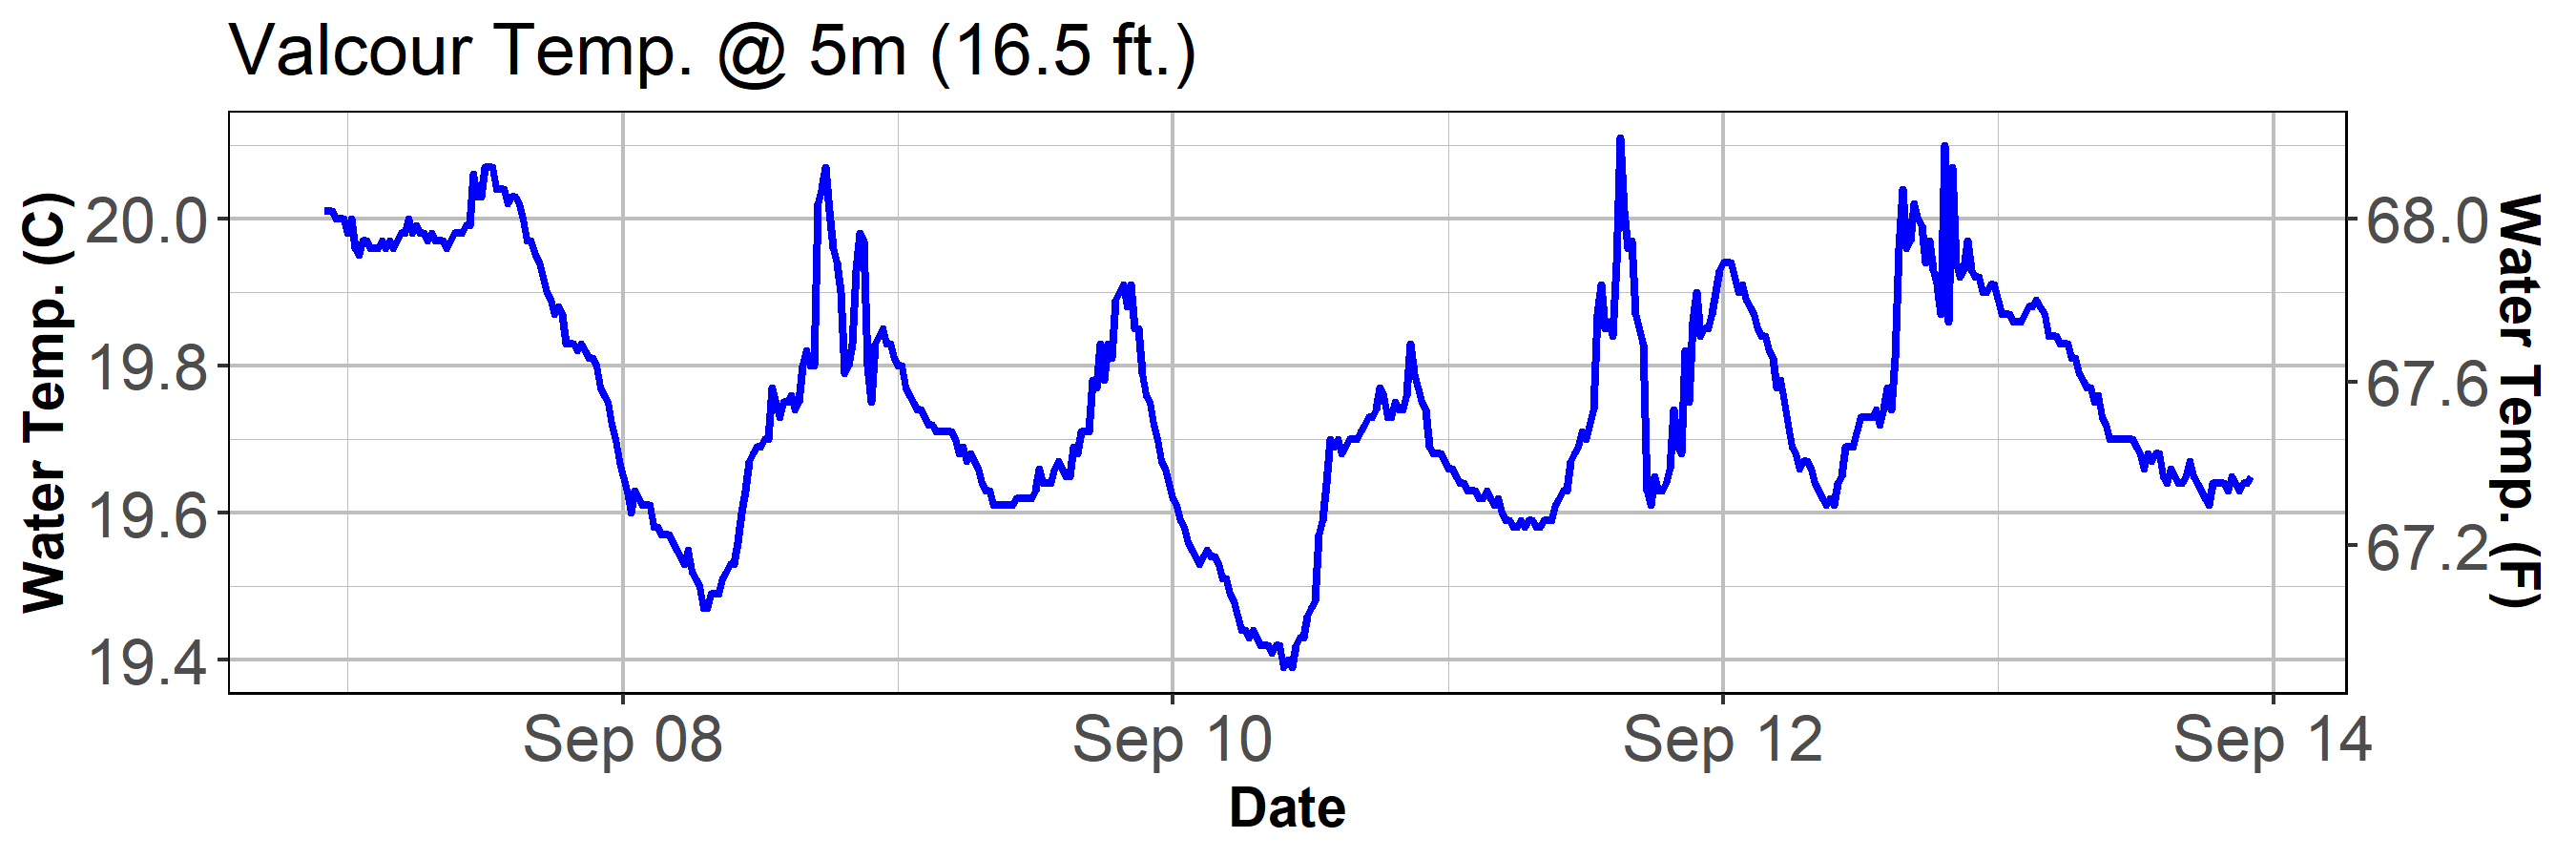 Valcour Temp. @ 5m (16.5 ft.)
Water Temp. (C)
20.0
19.8
19.6
19.4
68.0
67.6
67.2
Water Temp. (F)
Sep 08
Sep 10
Sep 12
Sep 14
Date